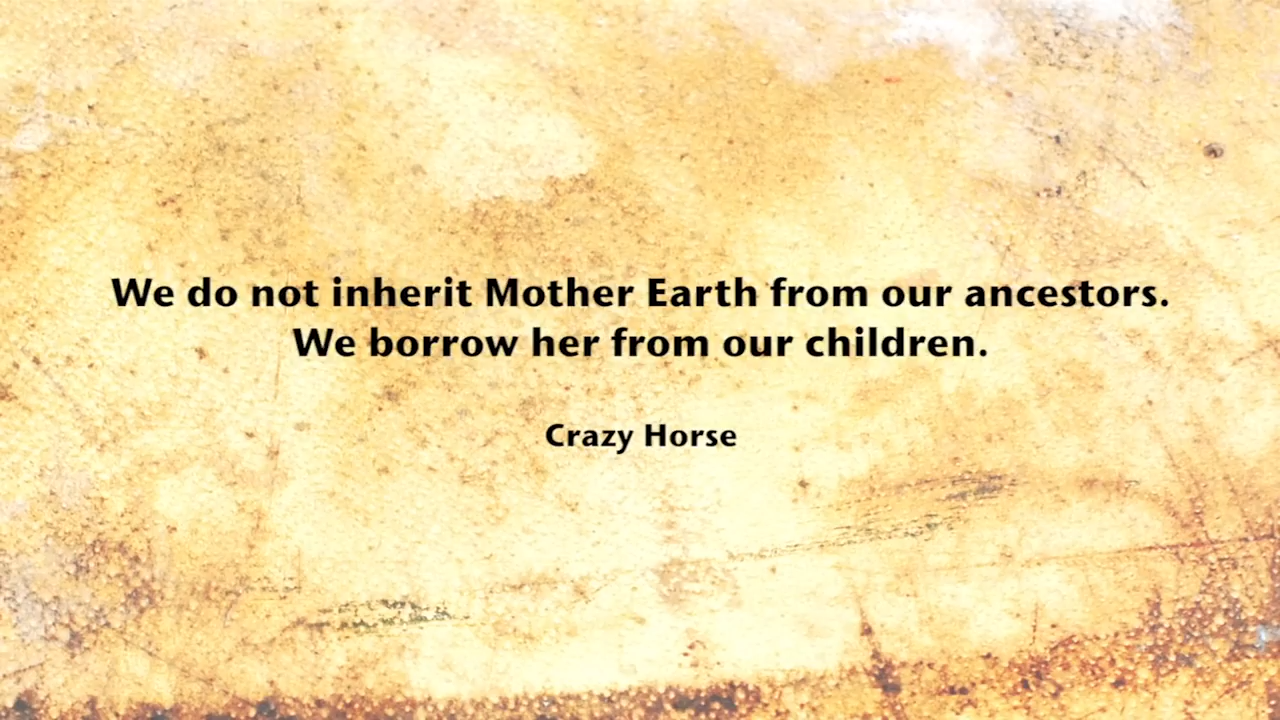 We do not inherit Mother Earth from our ancestors.
We borrow her from our children.
Crazy Horse